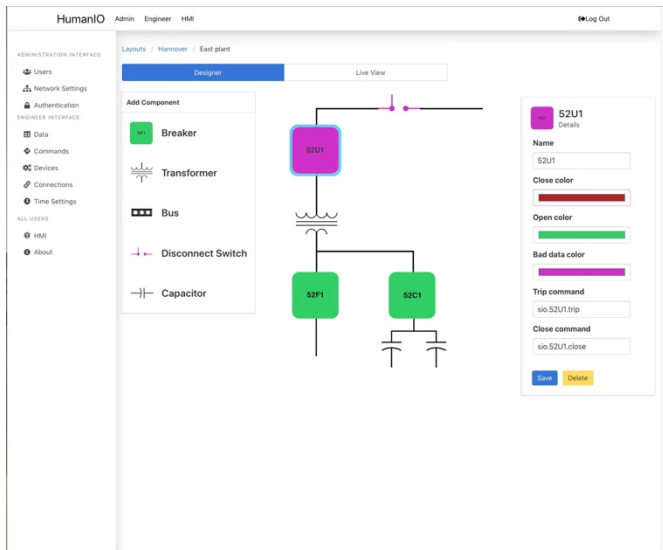 HumanIO Admin Engineer HMI Log Out
ADMINISTRATION INTERFACE
Users
Network Settings
Authentication
ENGINEER INTERFACE
Data
Commands
Devices
Connections
Time Settings
ALL USERS
HMI
About
Layouts / Hannover / East plant
Designer Live View
Add Component
Breaker
Transformer
Bus
Disconnect Switch
Capacitor
52U1
52F1 52C1
52U1
Details
Name
52U1
Close color
Open color
Bad data color
Trip command
sio.52U1.trip
Close command
sio.52U1.close
Save Delete